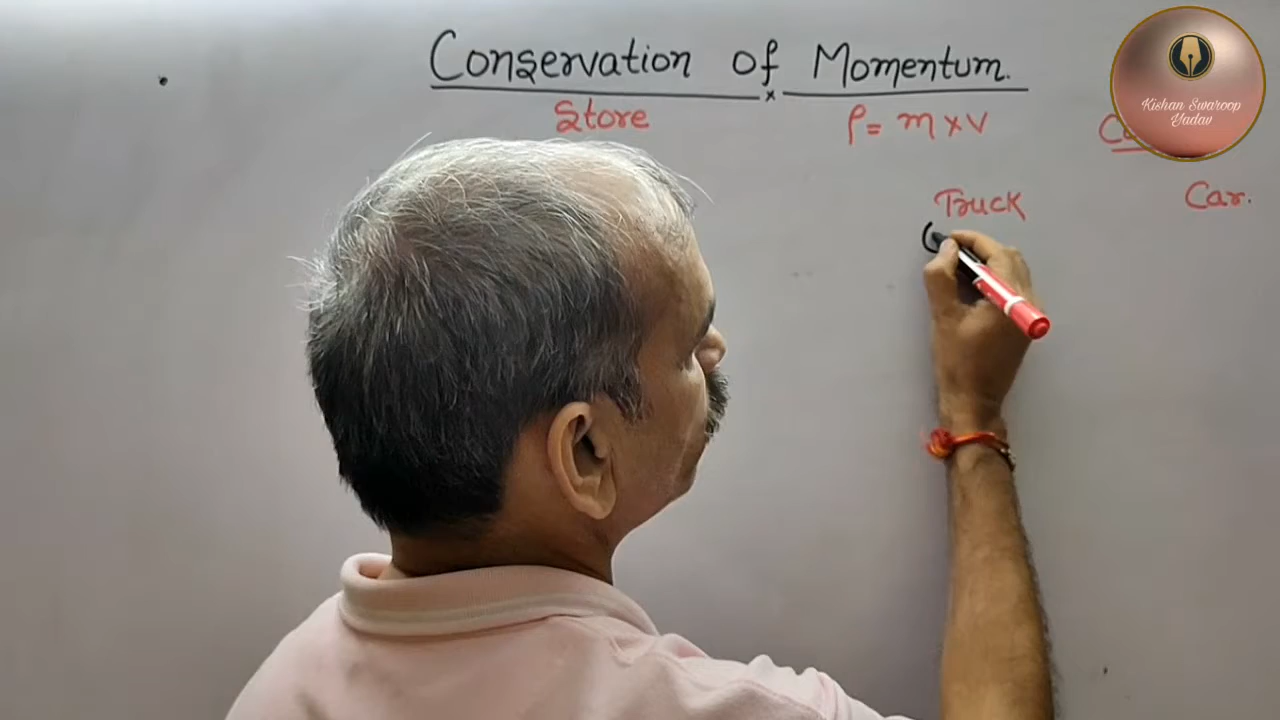 Conservation of Momentum.
Store
P = m x v
Truck
Car.
Kishan Swaroop
Yadav